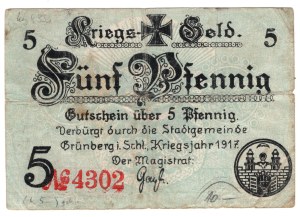 Kriegs- Geld.
5 5
Fünf Pfennig
Gutschein über 5 Pfennig.
Verbürgt durch die Stadtgemeinde
Grünberg i. Schl., Kriegsjahr 1917.
Der Magistrat:
5 № 4302